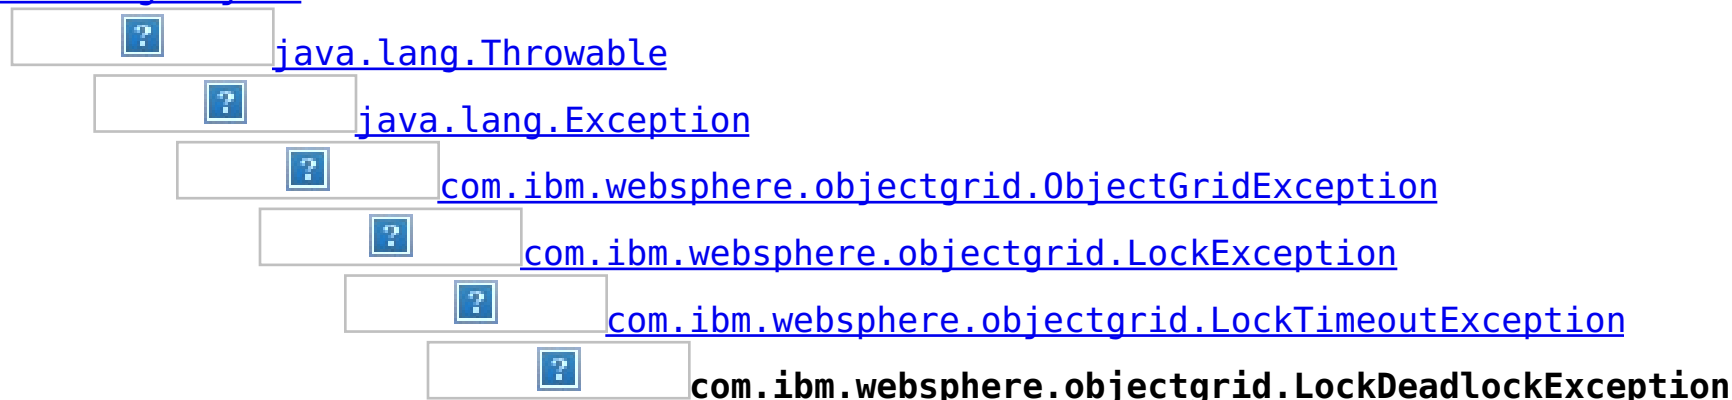 java.lang.Throwable
java.lang.Exception
com.ibm.websphere.objectgrid.ObjectGridException
com.ibm.websphere.objectgrid.LockException
com.ibm.websphere.objectgrid.LockTimeoutException
com.ibm.websphere.objectgrid.LockDeadlockException